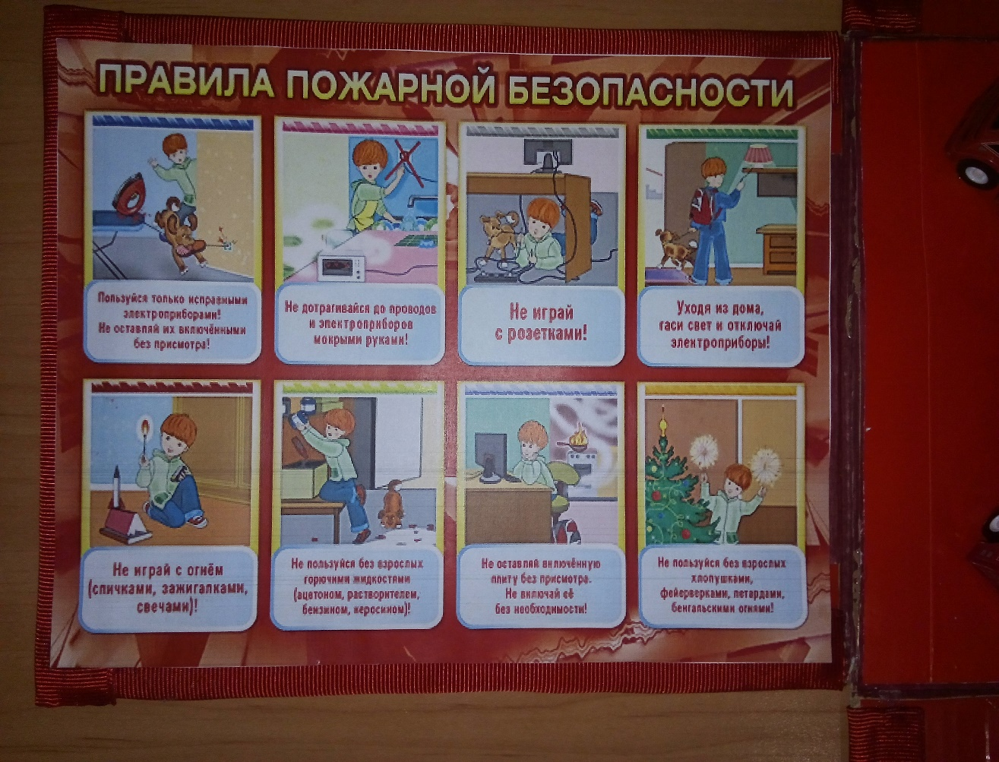 ПРАВИЛА ПОЖАРНОЙ БЕЗОПАСНОСТИ
Пользуйся только исправными
электроприборами!
Не оставляй их включёнными
без присмотра!
Не дотрагивайся до проводов
и электроприборов
мокрыми руками!
Не играй
с розетками!
Уходя из дома,
гаси свет и отключай
электроприборы!
Не играй с огнём
(спичками, зажигалками,
свечами)!
Не пользуйся без взрослых
горючими жидкостями
(ацетоном, растворителем,
бензином, керосином)!
Не оставляй включённую
плиту без присмотра.
Не включай её
без необходимости!
Не пользуйся без взрослых
хлопушками,
фейерверками, петардами,
бенгальскими огнями!